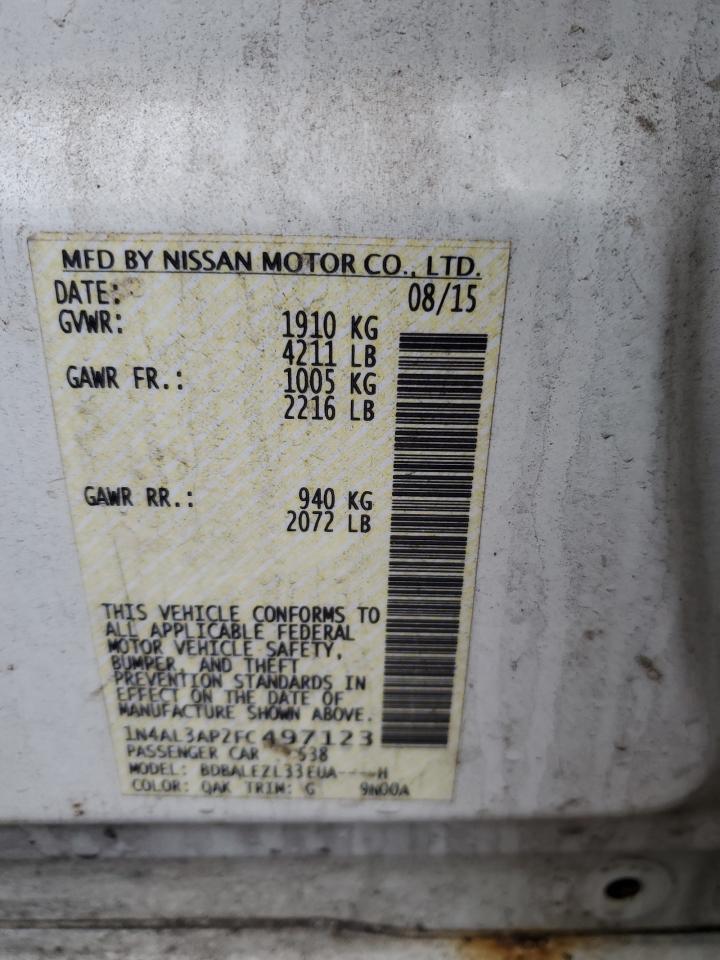 MFD BY NISSAN MOTOR CO., LTD.
DATE: 08/15
GVWR: 1910 KG
4211 LB
GAWR FR.: 1005 KG
2216 LB
GAWR RR.: 940 KG
2072 LB
THIS VEHICLE CONFORMS TO
ALL APPLICABLE FEDERAL
MOTOR VEHICLE SAFETY,
BUMPER, AND THEFT
PREVENTION STANDARDS IN
EFFECT ON THE DATE OF
MANUFACTURE SHOWN ABOVE.
1N4AL3AP2FC497123
PASSENGER CAR 538
MODEL: BDBALEZL33EUA----H
COLOR: QAK TRIM: G 9N00A